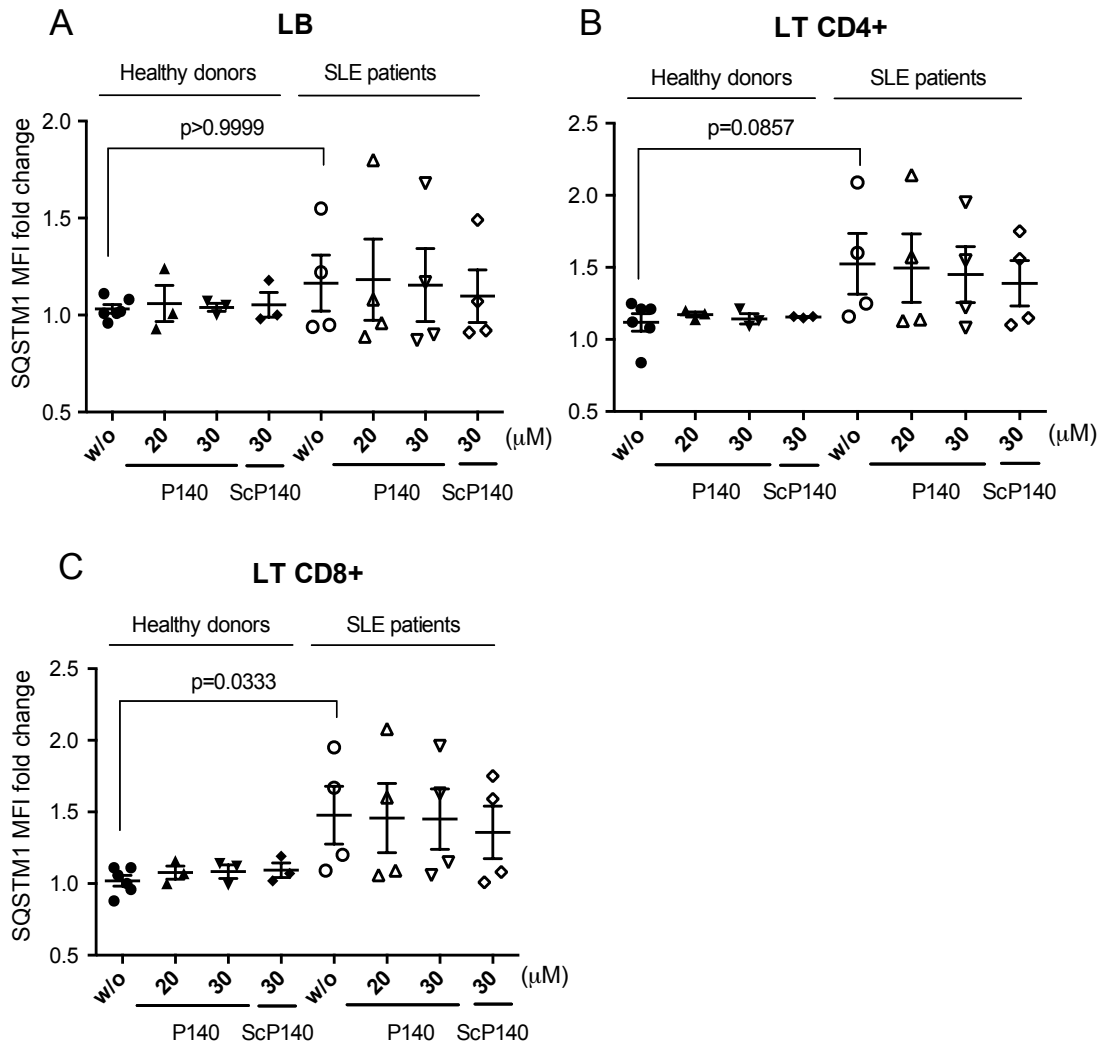 A
LB
Healthy donors SLE patients
SQSTM1 MFI fold change
2.0
1.5
1.0
0.5
p>0.9999
w/o 20 30 30 w/o 20 30 30 (μM)
P140 ScP140 P140 ScP140
B
LT CD4+
Healthy donors SLE patients
2.5
2.0
1.5
1.0
0.5
p=0.0857
w/o 20 30 30 w/o 20 30 30 (μM)
P140 ScP140 P140 ScP140
C
LT CD8+
Healthy donors SLE patients
SQSTM1 MFI fold change
2.5
2.0
1.5
1.0
0.5
p=0.0333
w/o 20 30 30 w/o 20 30 30 (μM)
P140 ScP140 P140 ScP140